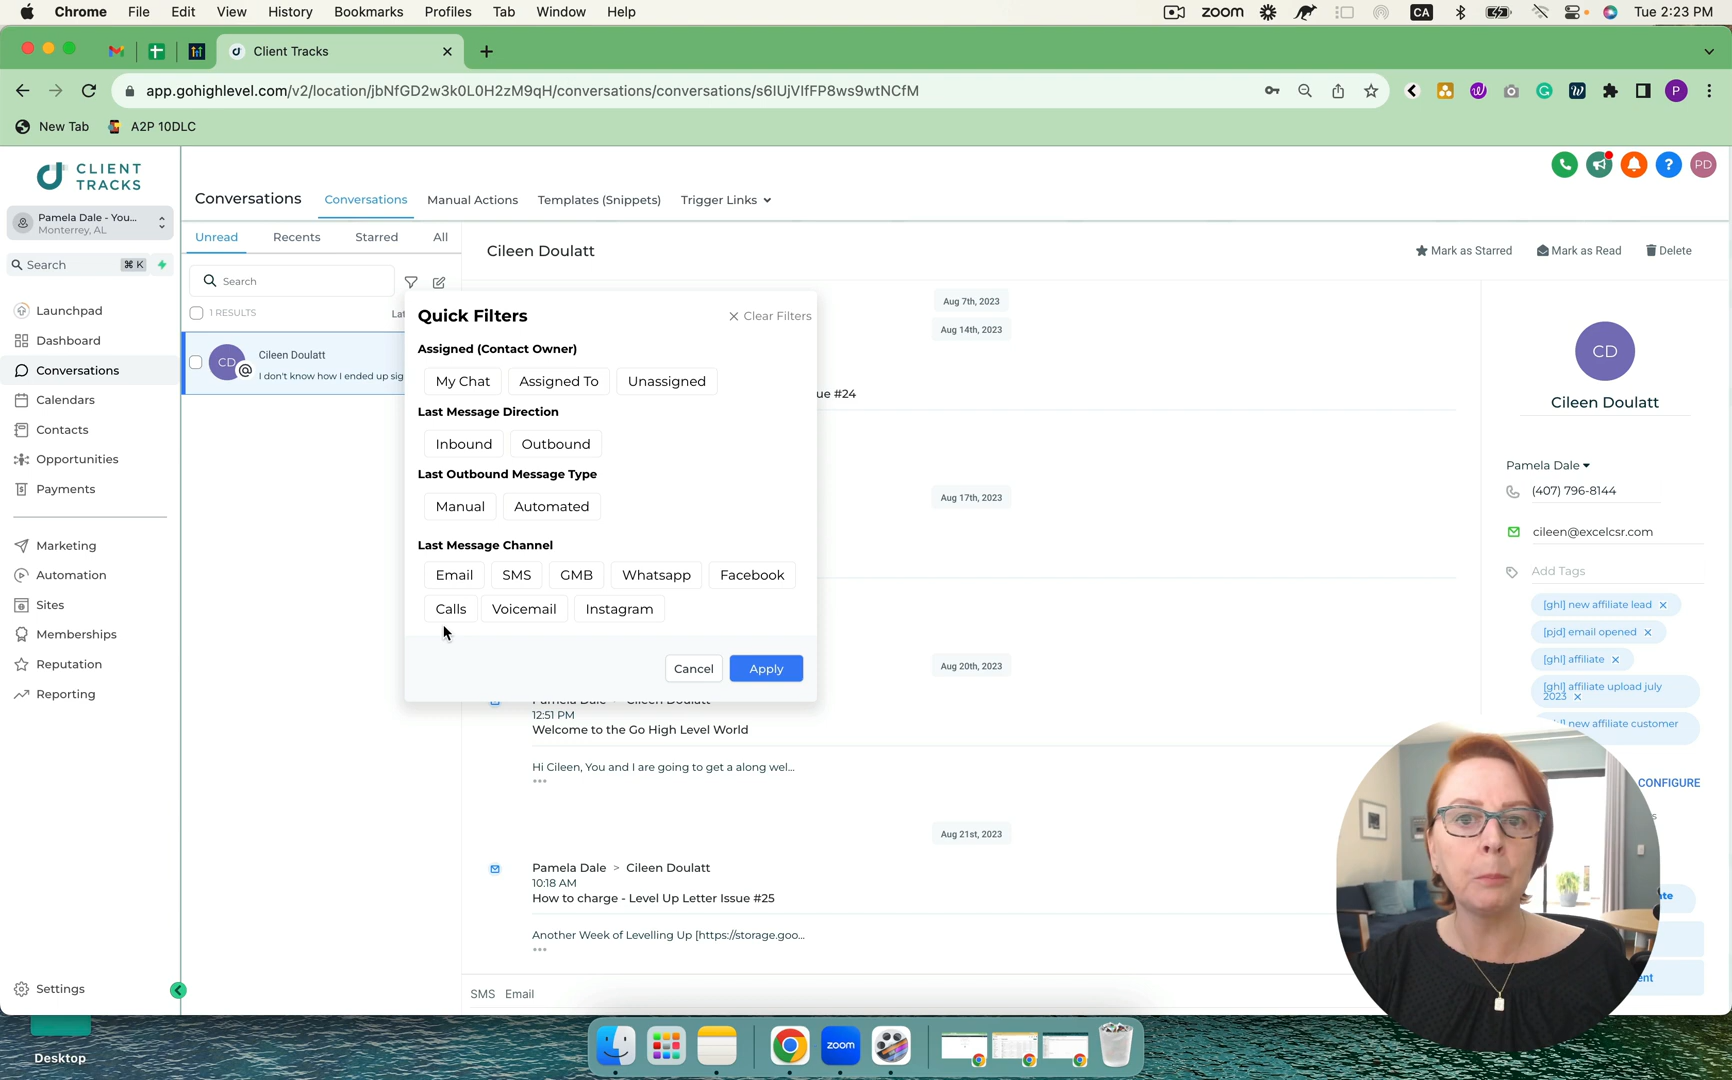 Chrome File Edit View History Bookmarks Profiles Tab Window Help
zoom CA Tue 2:23 PM
Client Tracks
app.gohighlevel.com/v2/location/jbNfGD2w3k0L0H2zM9qH/conversations/conversations/s6IUjVIfFP8ws9wtNCfM
P
New Tab A2P 10DLC
CLIENT
TRACKS
Pamela Dale - You...
Monterrey, AL
Search ⌘ K
Launchpad
Dashboard
Conversations
Calendars
Contacts
Opportunities
Payments
Marketing
Automation
Sites
Memberships
Reputation
Reporting
Settings
Conversations Conversations Manual Actions Templates (Snippets) Trigger Links
? PD
Unread Recents Starred All
Search
1 RESULTS
CD @ Cileen Doulatt
I don't know how I ended up sig
Cileen Doulatt
Mark as Starred Mark as Read Delete
Quick Filters
Clear Filters
Assigned (Contact Owner)
My Chat Assigned To Unassigned
Last Message Direction
Inbound Outbound
Last Outbound Message Type
Manual Automated
Last Message Channel
Email SMS GMB Whatsapp Facebook
Calls Voicemail Instagram
Cancel Apply
Aug 7th, 2023
Aug 14th, 2023
ue #24
Aug 17th, 2023
Aug 20th, 2023
12:51 PM
Welcome to the Go High Level World
Hi Cileen, You and I are going to get a along wel...
Aug 21st, 2023
Pamela Dale > Cileen Doulatt
10:18 AM
How to charge - Level Up Letter Issue #25
Another Week of Levelling Up [https://storage.goo...
SMS Email
CD
Cileen Doulatt
Pamela Dale
(407) 796-8144
cileen@excelcsr.com
Add Tags
[ghl] new affiliate lead
[pjd] email opened
[ghl] affiliate
[ghl] affiliate upload july
2023
new affiliate customer
CONFIGURE
Desktop
zoom